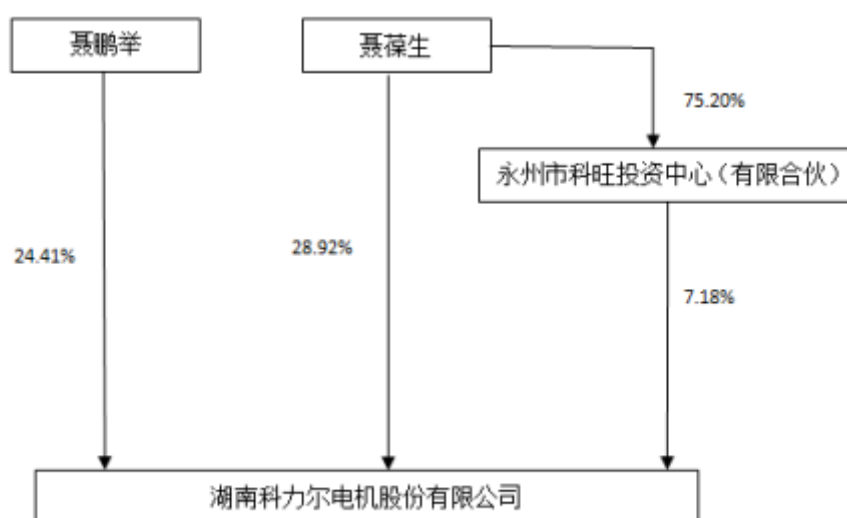 聂鹏举
聂葆生
75.20%
永州市科旺投资中心（有限合伙）
24.41%
28.92%
7.18%
湖南科力尔电机股份有限公司